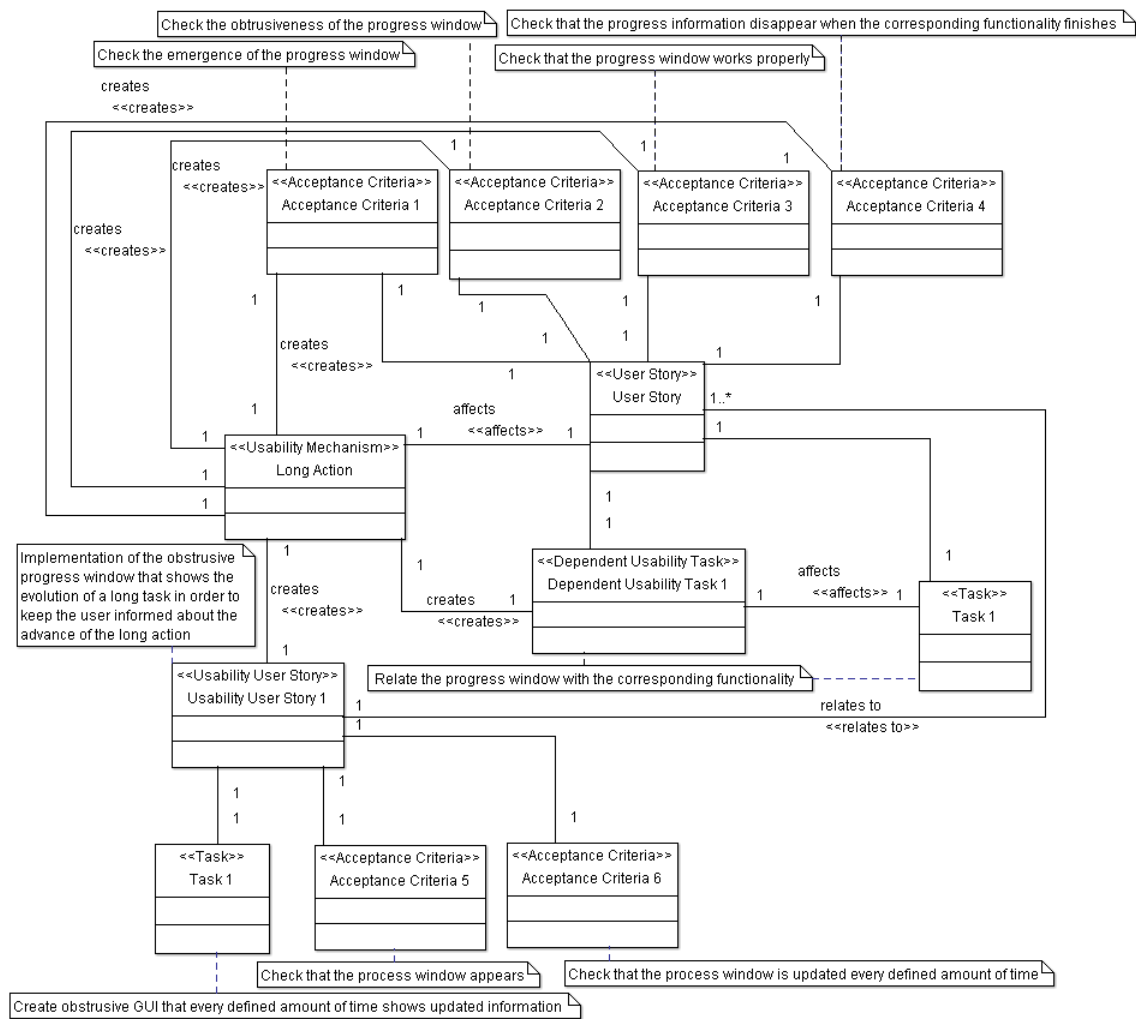 Check the obtrusiveness of the progress window
Check that the progress information disappear when the corresponding functionality finishes
Check the emergence of the progress window
Check that the progress window works properly
creates
<<creates>>
1
1
1
1
creates
<<creates>>
<<Acceptance Criteria>>
Acceptance Criteria 1
<<Acceptance Criteria>>
Acceptance Criteria 2
<<Acceptance Criteria>>
Acceptance Criteria 3
<<Acceptance Criteria>>
Acceptance Criteria 4
creates
<<creates>>
1
1
1
1
1
1
1
creates
<<creates>>
1
1
<<User Story>>
User Story
1..*
1
affects
<<affects>>
1
1
1
1
<<Usability Mechanism>>
Long Action
1
1
1
1
Implementation of the obstrusive
progress window that shows the
evolution of a long task in order to
keep the user informed about the
advance of the long action
1
1
1
<<Dependent Usability Task>>
Dependent Usability Task 1
affects
<<affects>>
1
1
<<Task>>
Task 1
creates
<<creates>>
creates
<<creates>>
1
1
<<Usability User Story>>
Usability User Story 1
Relate the progress window with the corresponding functionality
1
1
relates to
<<relates to>>
1
1
1
1
1
<<Task>>
Task 1
<<Acceptance Criteria>>
Acceptance Criteria 5
<<Acceptance Criteria>>
Acceptance Criteria 6
Check that the process window appears
Check that the process window is updated every defined amount of time
Create obstrusive GUI that every defined amount of time shows updated information